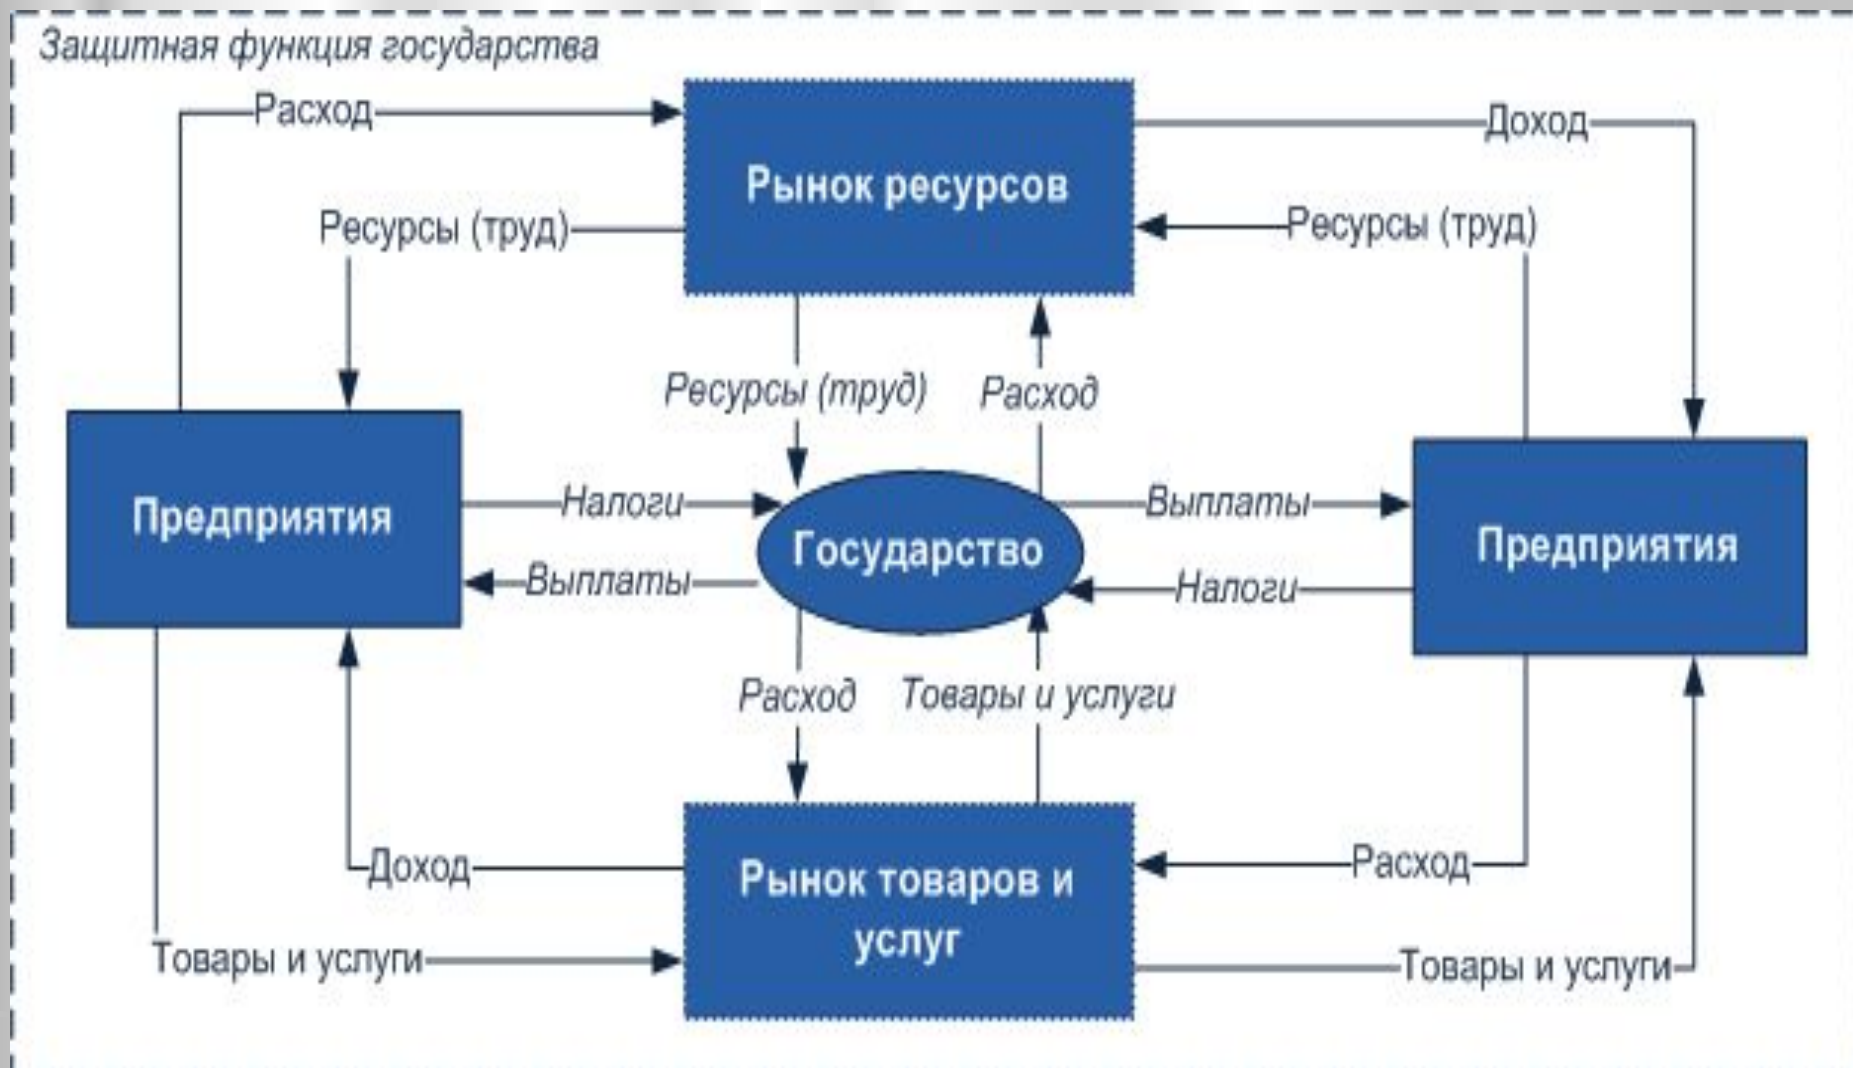 Защитная функция государства
Расход
Доход
Рынок ресурсов
Ресурсы (труд)
Ресурсы (труд)
Ресурсы (труд)
Расход
Предприятия
Налоги
Выплаты
Государство
Выплаты
Налоги
Предприятия
Расход
Товары и услуги
Доход
Рынок товаров и
услуг
Расход
Товары и услуги
Товары и услуги